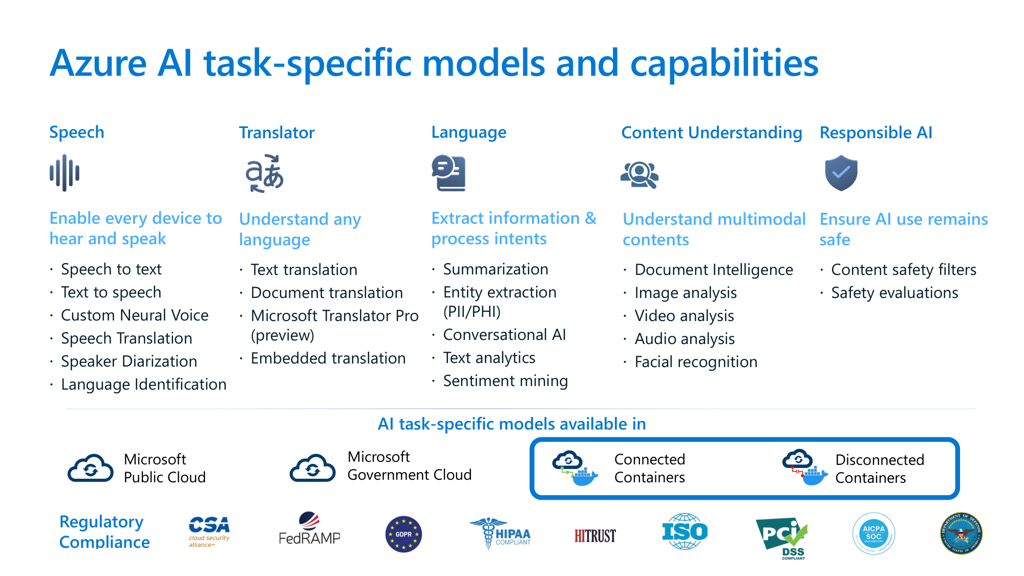 Azure AI task-specific models and capabilities
Speech
Enable every device to
hear and speak
· Speech to text
· Text to speech
· Custom Neural Voice
· Speech Translation
· Speaker Diarization
· Language Identification
Translator
aあ
Understand any
language
· Text translation
· Document translation
· Microsoft Translator Pro
(preview)
· Embedded translation
Language
Extract information &
process intents
· Summarization
· Entity extraction
(PII/PHI)
· Conversational AI
· Text analytics
· Sentiment mining
Content Understanding
Understand multimodal
contents
· Document Intelligence
· Image analysis
· Video analysis
· Audio analysis
· Facial recognition
Responsible AI
Ensure AI use remains
safe
· Content safety filters
· Safety evaluations
AI task-specific models available in
Microsoft
Public Cloud
Microsoft
Government Cloud
Connected
Containers
Disconnected
Containers
Regulatory
Compliance
CSA
cloud security
alliance
FedRAMP
GDPR
HIPAA
COMPLIANT
HITRUST
ISO
PCi
DSS
COMPLIANT
AICPA
SOC